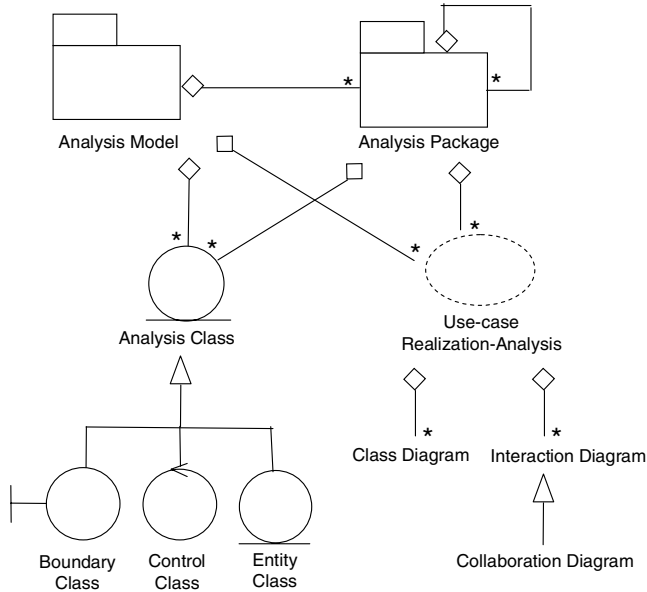 *
*
Analysis Model
Analysis Package
*
*
*
*
Analysis Class
Use-case
Realization-Analysis
*
*
Class Diagram
Interaction Diagram
Boundary
Class
Control
Class
Entity
Class
Collaboration Diagram